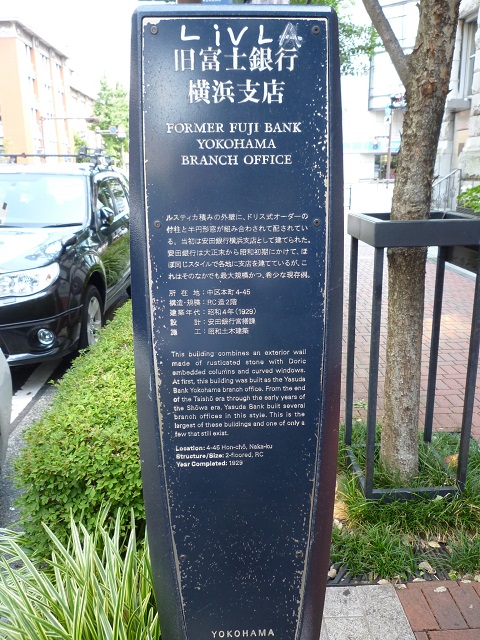 LiVLA
旧富士銀行
横浜支店
FORMER FUJI BANK
YOKOHAMA
BRANCH OFFICE
ルスティカ積みの外壁に、ドリス式オーダーの
付柱と半円形窓が組み合わされて配されてい
る。当初は安田銀行横浜支店として建てられた。
安田銀行は大正末から昭和初期にかけて、ほ
ぼ同じスタイルで各地に支店を建てているが、こ
れはそのなかでも最大規模かつ、希少な現存例。
所在地：中区本町4-45
構造・規模：RC造2階
建築年代：昭和4年（1929）
設計：安田銀行営繕課
施工：昭和土木建築
This building combines an exterior wall
made of rusticated stone with Doric
embedded columns and curved windows.
At first, this building was built as the Yasuda
Bank Yokohama branch office. From the end
of the Taishō era through the early years of
the Shōwa era, Yasuda Bank built several
branch offices in this style. This is the
largest of these buildings and one of only a
few that still exist.
Location: 4-45 Hon-chō, Naka-ku
Structure/Size: 2-floored, RC
Year Completed: 1929
YOKOHAMA